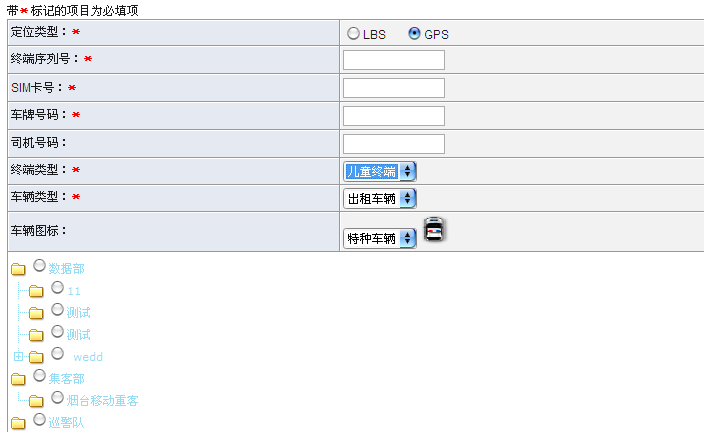 带*标记的项目为必填项
定位类型：* LBS GPS
终端序列号：*
SIM卡号：*
车牌号码：*
司机号码：
终端类型：* 儿童终端
车辆类型：* 出租车辆
车辆图标： 特种车辆
数据部
11
测试
测试
wedd
集客部
烟台移动重客
巡警队